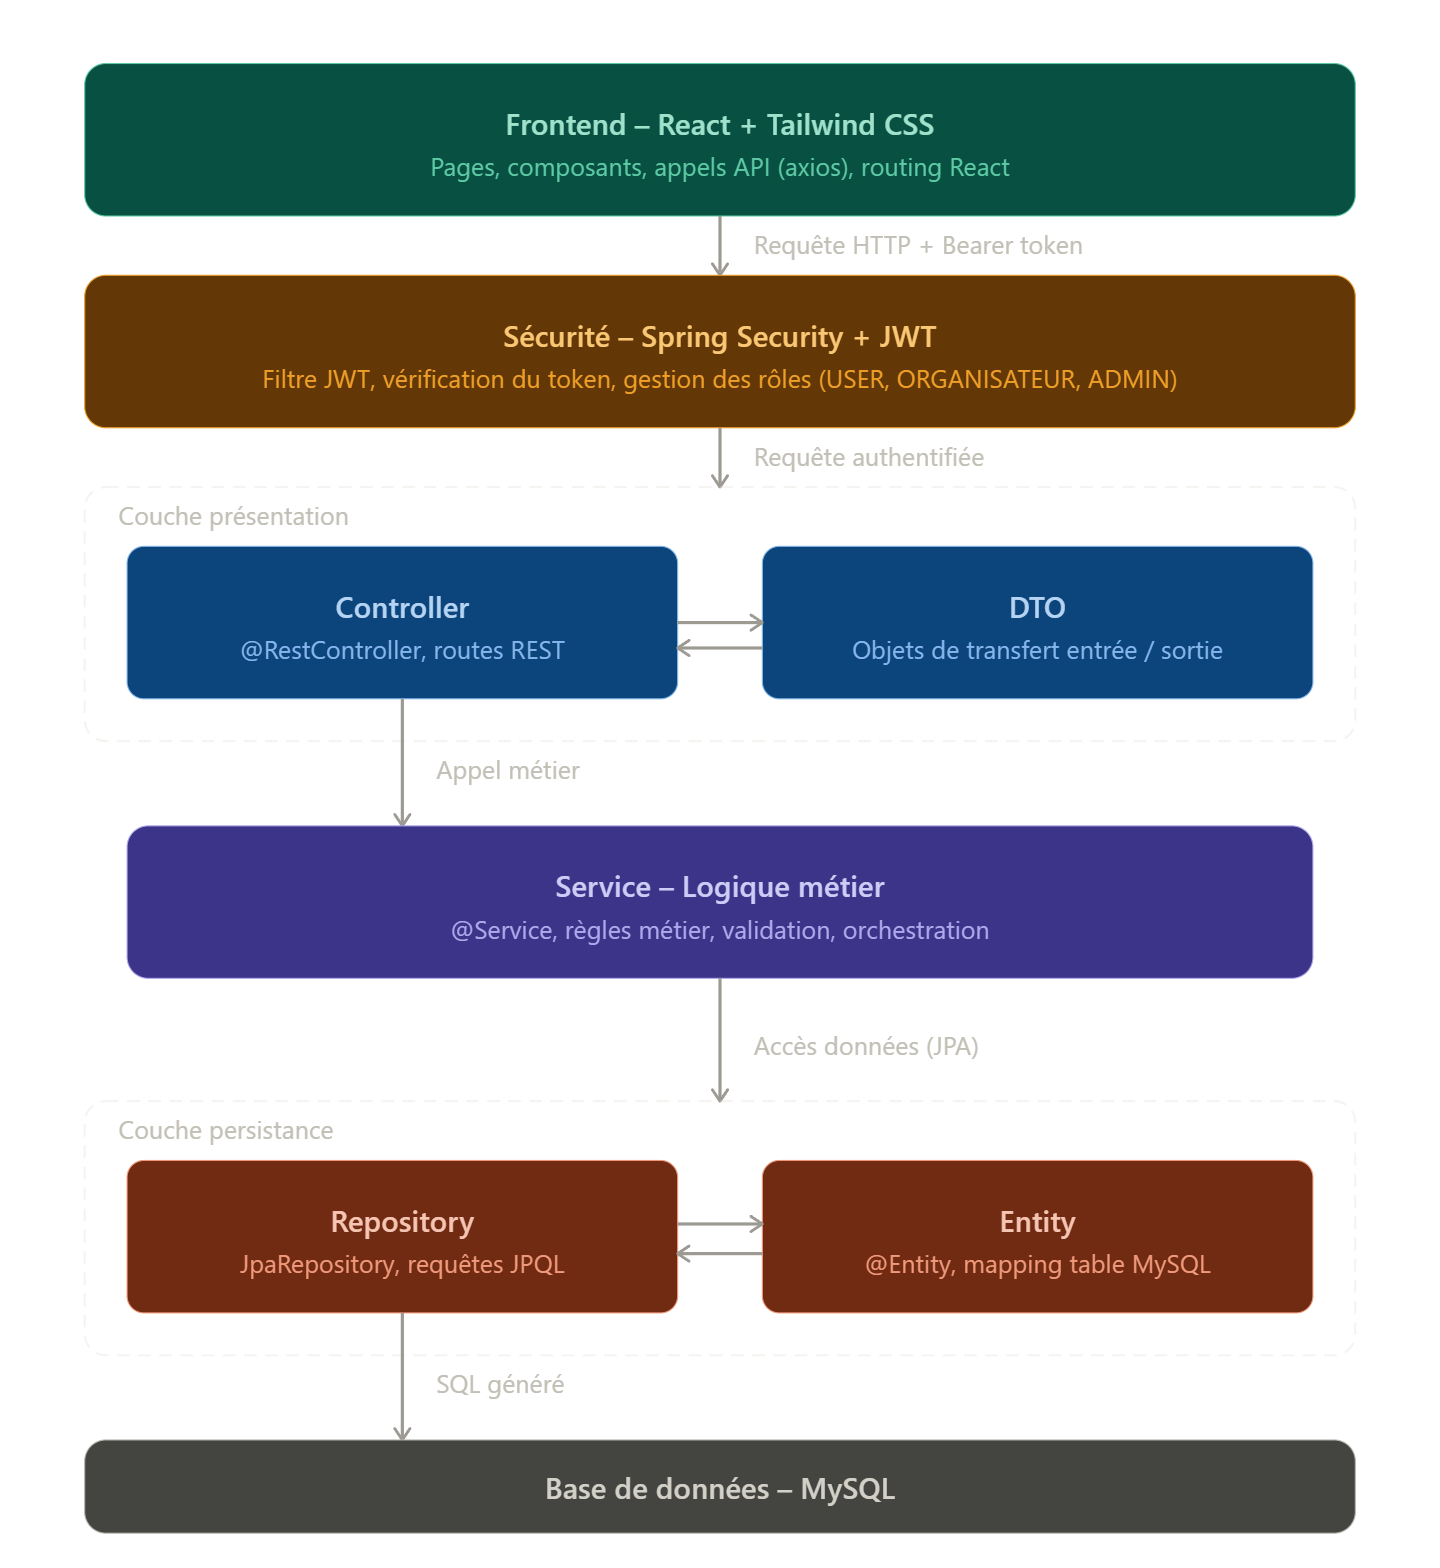 Frontend – React + Tailwind CSS
Pages, composants, appels API (axios), routing React
Requête HTTP + Bearer token
Sécurité – Spring Security + JWT
Filtre JWT, vérification du token, gestion des rôles (USER, ORGANISATEUR, ADMIN)
Requête authentifiée
Couche présentation
Controller
@RestController, routes REST
DTO
Objets de transfert entrée / sortie
Appel métier
Service – Logique métier
@Service, règles métier, validation, orchestration
Accès données (JPA)
Couche persistance
Repository
JpaRepository, requêtes JPQL
Entity
@Entity, mapping table MySQL
SQL généré
Base de données – MySQL